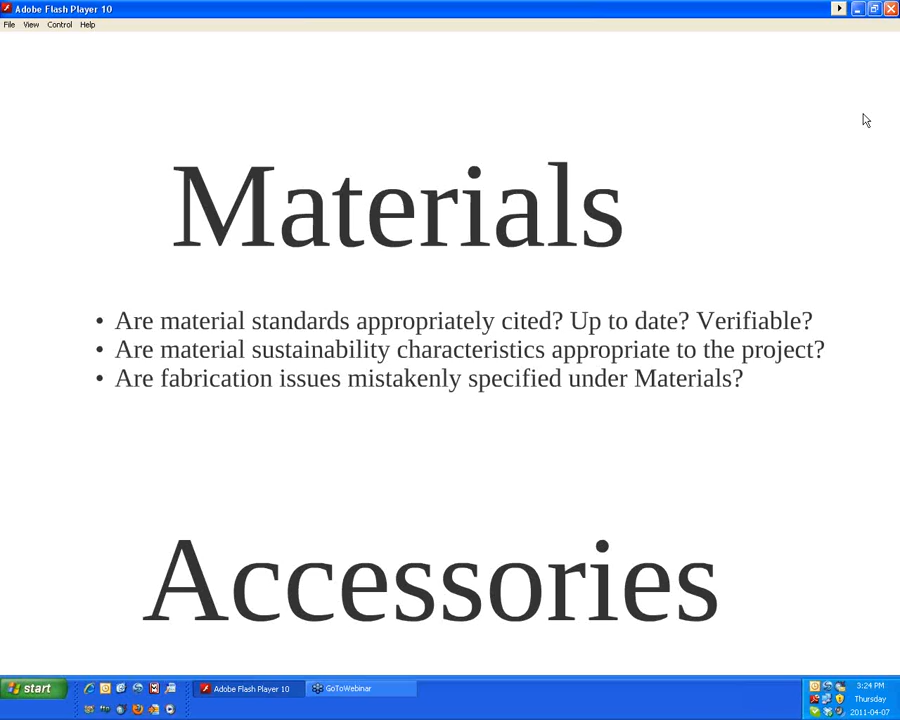 Adobe Flash Player 10
File View Control Help
Materials
• Are material standards appropriately cited? Up to date? Verifiable?
• Are material sustainability characteristics appropriate to the project?
• Are fabrication issues mistakenly specified under Materials?
Accessories
start Adobe Flash Player 10 GoToWebinar 3:24 PM
Thursday
2011-04-07